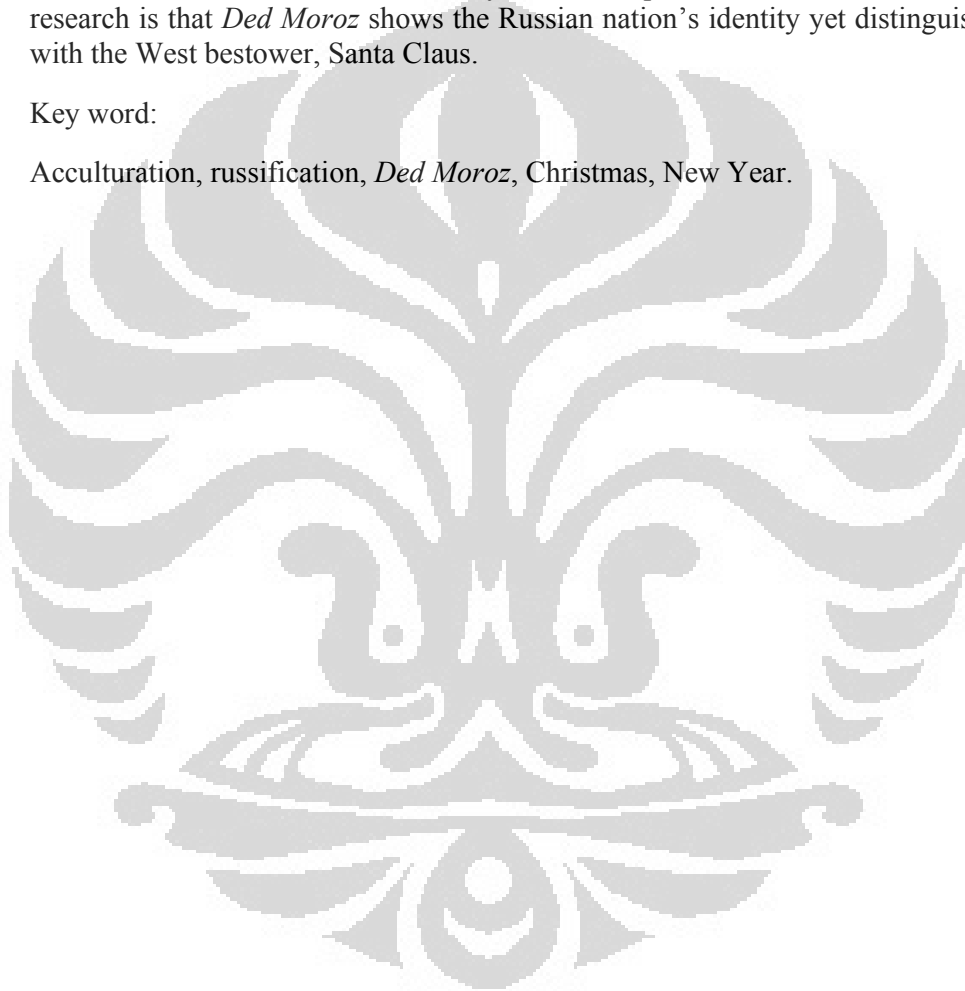 research is that Ded Moroz shows the Russian nation's identity yet distinguis
with the West bestower, Santa Claus.
Key word:
Acculturation, russification, Ded Moroz, Christmas, New Year.